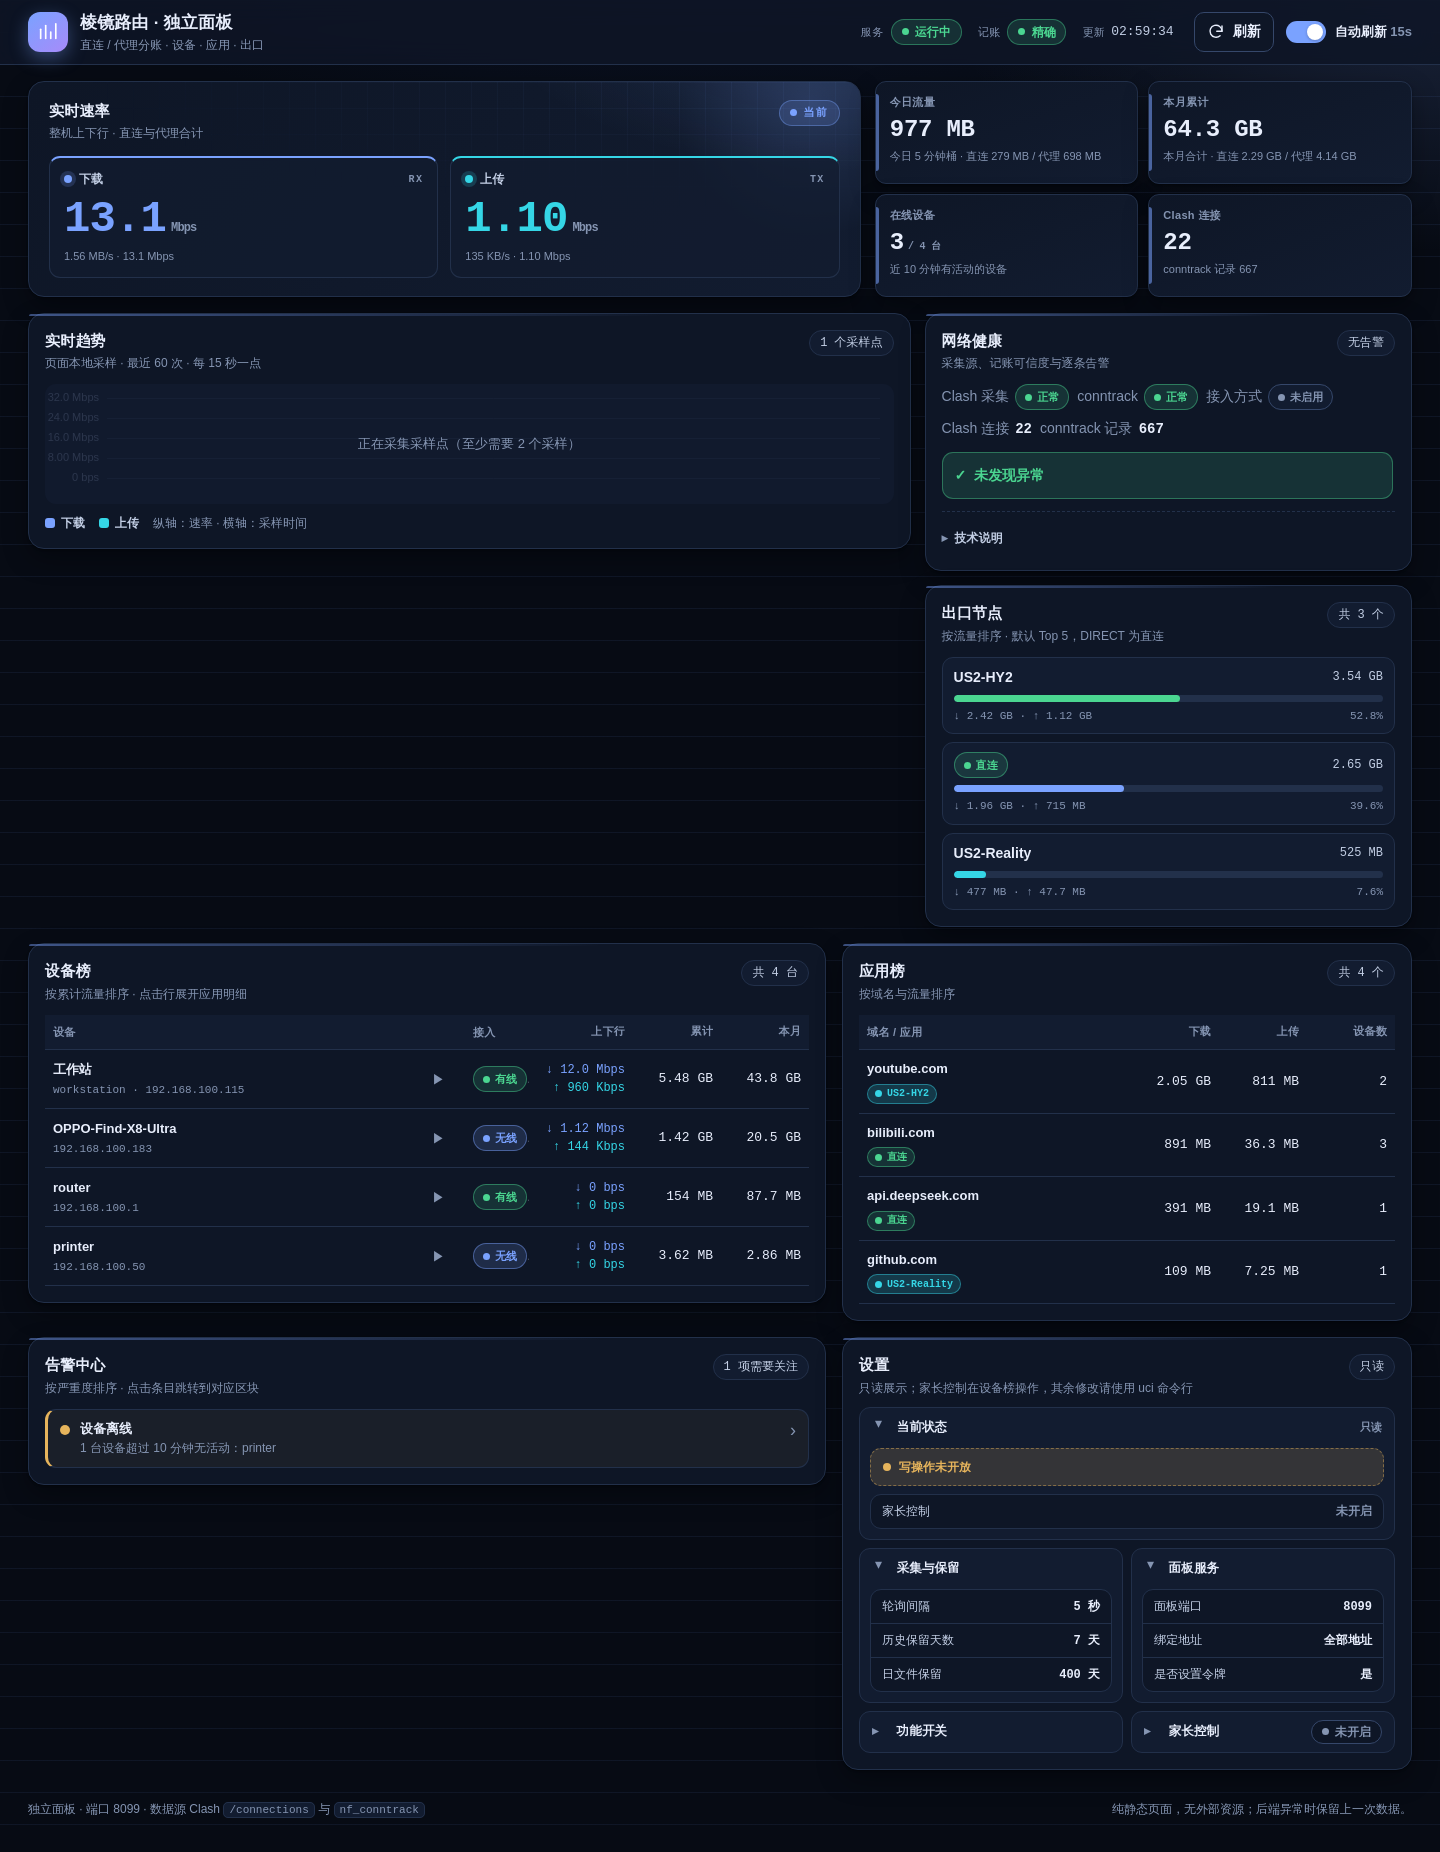 棱镜路由 · 独立面板
直连 / 代理分账 · 设备 · 应用 · 出口
服务 运行中 记账 精确 更新 02:59:34 刷新 自动刷新 15s
实时速率
整机上下行 · 直连与代理合计
当前
下载 RX
13.1 Mbps
1.56 MB/s · 13.1 Mbps
上传 TX
1.10 Mbps
135 KB/s · 1.10 Mbps
今日流量
977 MB
今日 5 分钟桶 · 直连 279 MB / 代理 698 MB
本月累计
64.3 GB
本月合计 · 直连 2.29 GB / 代理 4.14 GB
在线设备
3 / 4 台
近 10 分钟有活动的设备
Clash 连接
22
conntrack 记录 667
实时趋势
页面本地采样 · 最近 60 次 · 每 15 秒一点
1 个采样点
32.0 Mbps
24.0 Mbps
16.0 Mbps
8.00 Mbps
0 bps
正在采集采样点（至少需要 2 个采样）
下载 上传 纵轴：速率 · 横轴：采样时间
网络健康
采集源、记账可信度与逐条告警
无告警
Clash 采集 正常 conntrack 正常 接入方式 未启用
Clash 连接 22 conntrack 记录 667
✓ 未发现异常
▸ 技术说明
出口节点
按流量排序 · 默认 Top 5，DIRECT 为直连
共 3 个
US2-HY2 3.54 GB
↓ 2.42 GB · ↑ 1.12 GB 52.8%
直连 2.65 GB
↓ 1.96 GB · ↑ 715 MB 39.6%
US2-Reality 525 MB
↓ 477 MB · ↑ 47.7 MB 7.6%
设备榜
按累计流量排序 · 点击行展开应用明细
共 4 台
设备 接入 上下行 累计 本月
工作站
workstation · 192.168.100.115
▶ 有线 ↓ 12.0 Mbps
↑ 960 Kbps
5.48 GB 43.8 GB
OPPO-Find-X8-Ultra
192.168.100.183
▶ 无线 ↓ 1.12 Mbps
↑ 144 Kbps
1.42 GB 20.5 GB
router
192.168.100.1
▶ 有线 ↓ 0 bps
↑ 0 bps
154 MB 87.7 MB
printer
192.168.100.50
▶ 无线 ↓ 0 bps
↑ 0 bps
3.62 MB 2.86 MB
应用榜
按域名与流量排序
共 4 个
域名 / 应用 下载 上传 设备数
youtube.com
US2-HY2
2.05 GB 811 MB 2
bilibili.com
直连
891 MB 36.3 MB 3
api.deepseek.com
直连
391 MB 19.1 MB 1
github.com
US2-Reality
109 MB 7.25 MB 1
告警中心
按严重度排序 · 点击条目跳转到对应区块
1 项需要关注
设备离线
1 台设备超过 10 分钟无活动：printer
›
设置
只读展示；家长控制在设备榜操作，其余修改请使用 uci 命令行
只读
▾ 当前状态 只读
写操作未开放
家长控制 未开启
▾ 采集与保留
轮询间隔 5 秒
历史保留天数 7 天
日文件保留 400 天
▾ 面板服务
面板端口 8099
绑定地址 全部地址
是否设置令牌 是
▸ 功能开关
▸ 家长控制 未开启
独立面板 · 端口 8099 · 数据源 Clash /connections 与 nf_conntrack
纯静态页面，无外部资源；后端异常时保留上一次数据。